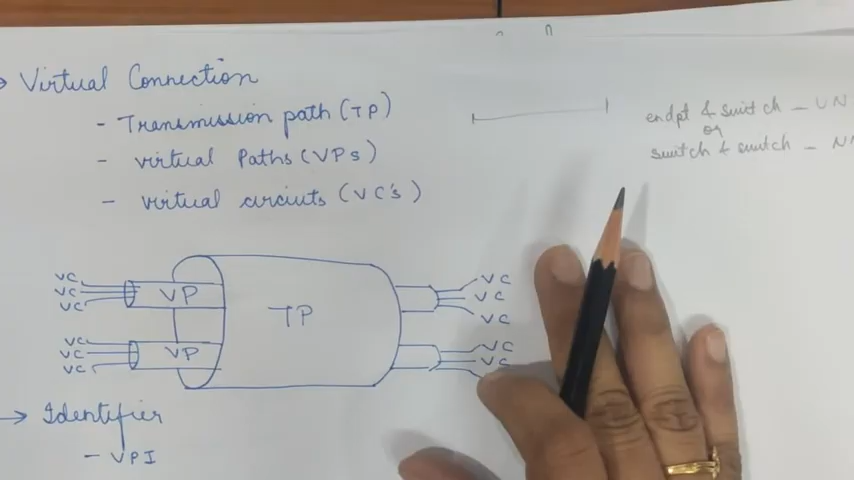 → Virtual Connection
- Transmission path (TP)
- Virtual Paths (VPs)
- Virtual circuits (VC's)
endpt & switch - UN
or
switch & switch - NN
VC
VC
VC
VP
VC
VC
VC
VP
TP
VC
VC
VC
VC
VC
→ Identifier
- VPI